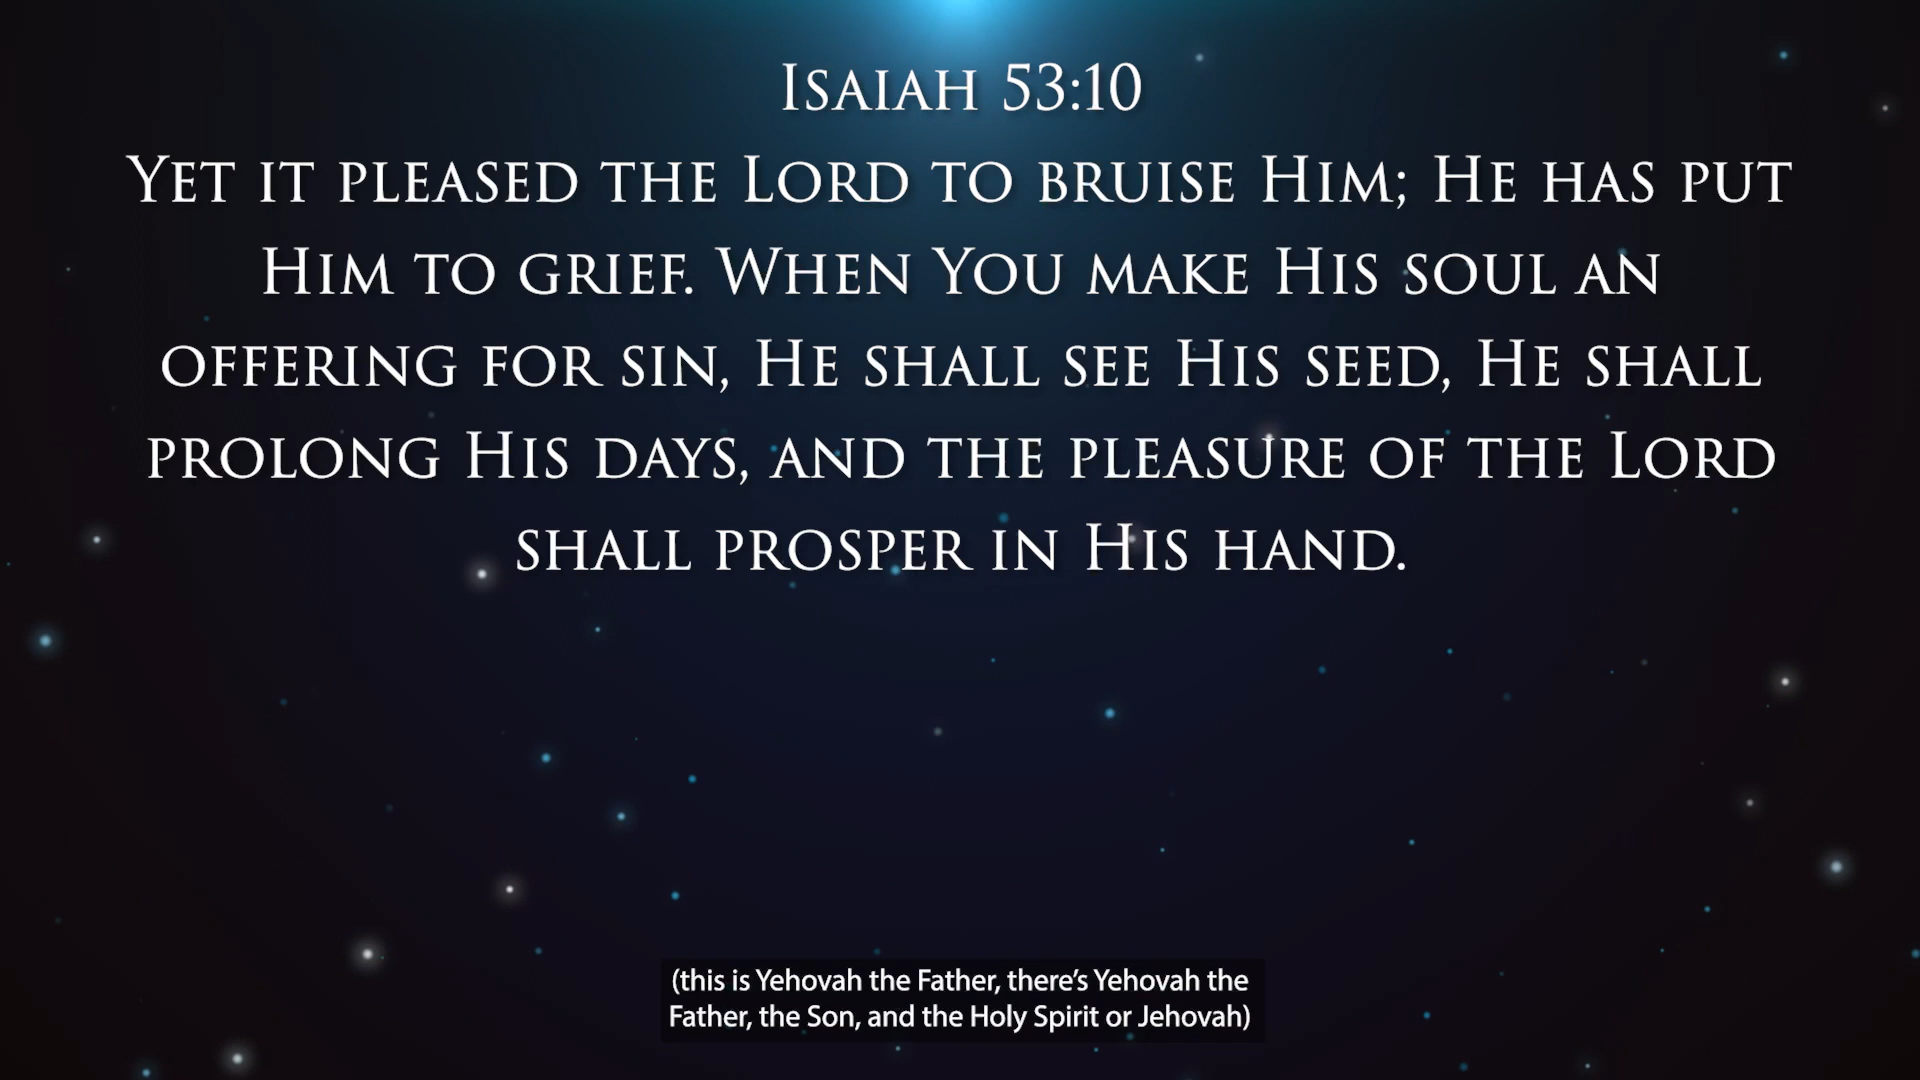 Isaiah 53:10
Yet it pleased the Lord to bruise Him; He has put
Him to grief. When You make His soul an
offering for sin, He shall see His seed, He shall
prolong His days, and the pleasure of the Lord
shall prosper in His hand.
(this is Yehovah the Father, there’s Yehovah the
Father, the Son, and the Holy Spirit or Jehovah)